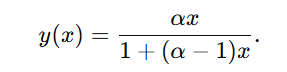 y(x) = αx / (1 + (α − 1)x).